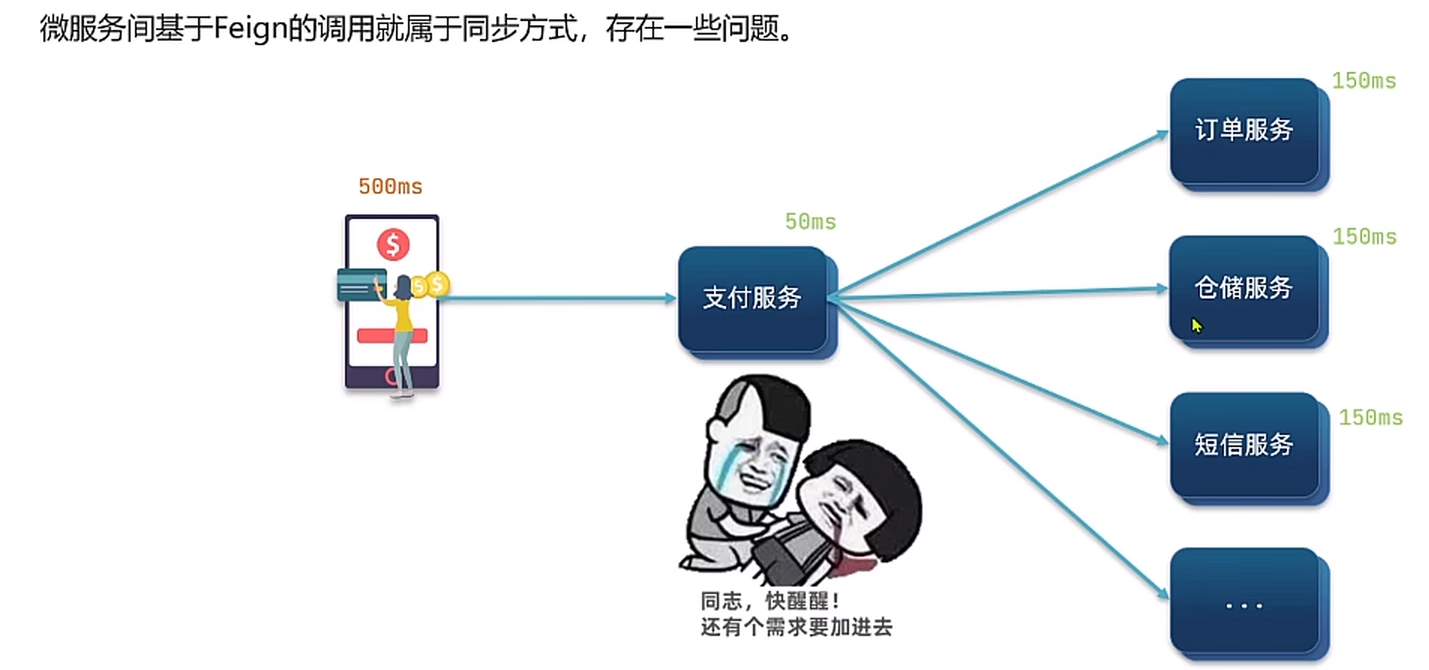 微服务间基于Feign的调用就属于同步方式，存在一些问题。
150ms
订单服务
500ms
50ms
150ms
支付服务
仓储服务
150ms
短信服务
同志，快醒醒！
还有个需求要加进去
...